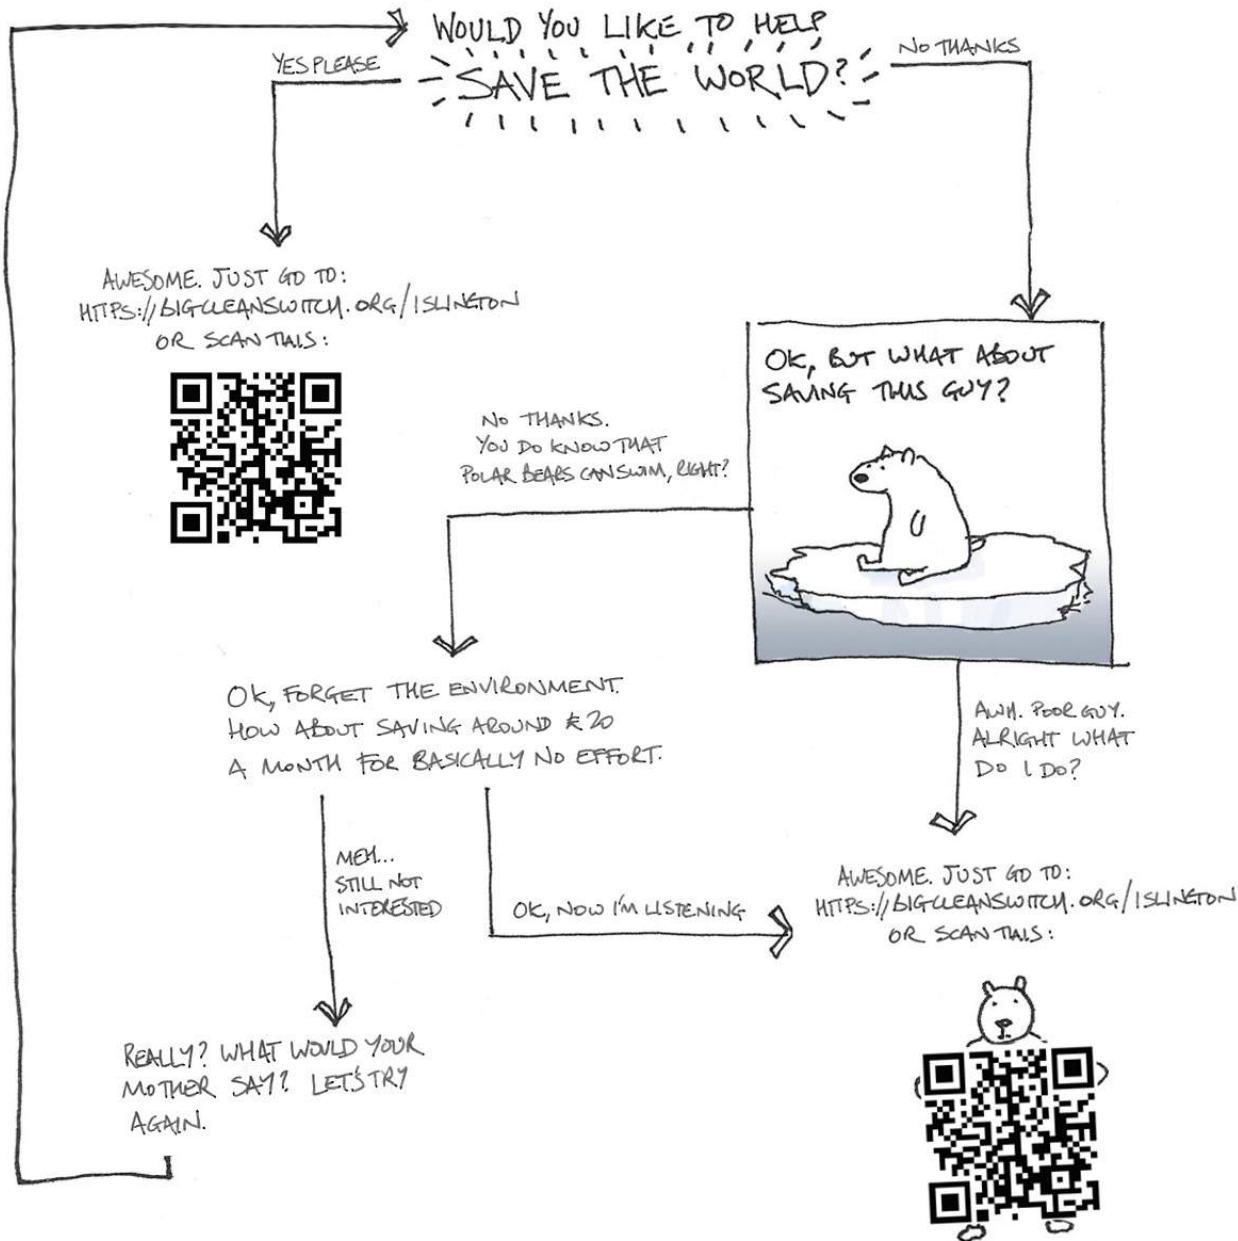 WOULD YOU LIKE TO HELP
SAVE THE WORLD?
YES PLEASE
NO THANKS
AWESOME. JUST GO TO:
HTTPS://BIGCLEANSWITCH.ORG/ISLINGTON
OR SCAN THIS:
OK, BUT WHAT ABOUT
SAVING THIS GUY?
NO THANKS.
YOU DO KNOW THAT
POLAR BEARS CAN SWIM, RIGHT?
OK, FORGET THE ENVIRONMENT.
HOW ABOUT SAVING AROUND £20
A MONTH FOR BASICALLY NO EFFORT.
AWH. POOR GUY.
ALRIGHT WHAT
DO I DO?
MEH...
STILL NOT
INTERESTED
OK, NOW I'M LISTENING
AWESOME. JUST GO TO:
HTTPS://BIGCLEANSWITCH.ORG/ISLINGTON
OR SCAN THIS:
REALLY? WHAT WOULD YOUR
MOTHER SAY? LET'S TRY
AGAIN.